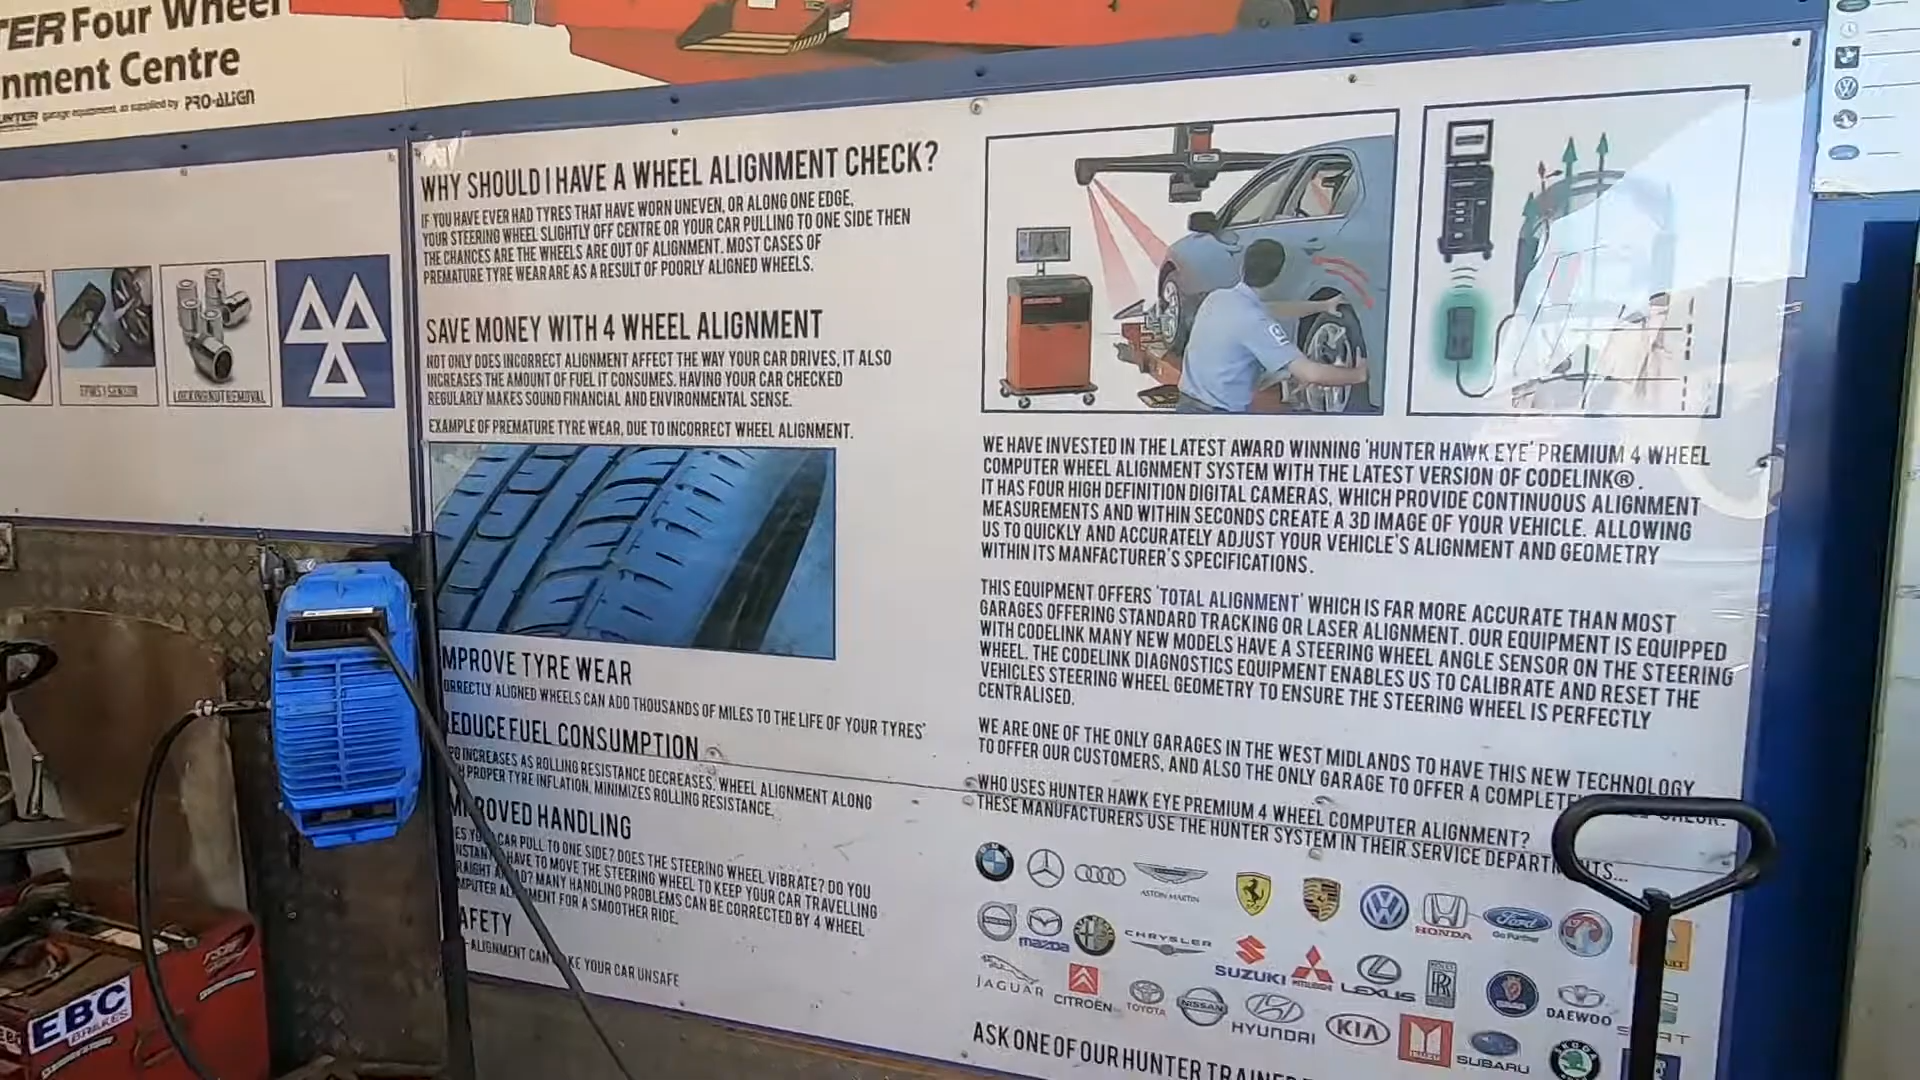 TER Four Wheel
nment Centre
garage equipment, as supplied by PRO-ALIGN
LOCKING NUT REMOVAL
WHY SHOULD I HAVE A WHEEL ALIGNMENT CHECK?
IF YOU HAVE EVER HAD TYRES THAT HAVE WORN UNEVEN, OR ALONG ONE EDGE,
YOUR STEERING WHEEL SLIGHTLY OFF CENTRE OR YOUR CAR PULLING TO ONE SIDE THEN
THE CHANCES ARE THE WHEELS ARE OUT OF ALIGNMENT. MOST CASES OF
PREMATURE TYRE WEAR ARE AS A RESULT OF POORLY ALIGNED WHEELS.
SAVE MONEY WITH 4 WHEEL ALIGNMENT
NOT ONLY DOES INCORRECT ALIGNMENT AFFECT THE WAY YOUR CAR DRIVES, IT ALSO
INCREASES THE AMOUNT OF FUEL IT CONSUMES. HAVING YOUR CAR CHECKED
REGULARLY MAKES SOUND FINANCIAL AND ENVIRONMENTAL SENSE.
EXAMPLE OF PREMATURE TYRE WEAR, DUE TO INCORRECT WHEEL ALIGNMENT.
MPROVE TYRE WEAR
ORRECTLY ALIGNED WHEELS CAN ADD THOUSANDS OF MILES TO THE LIFE OF YOUR TYRES'
REDUCE FUEL CONSUMPTION
PG INCREASES AS ROLLING RESISTANCE DECREASES. WHEEL ALIGNMENT ALONG
H PROPER TYRE INFLATION, MINIMIZES ROLLING RESISTANCE.
MPROVED HANDLING
ES YOUR CAR PULL TO ONE SIDE? DOES THE STEERING WHEEL VIBRATE? DO YOU
NSTANT HAVE TO MOVE THE STEERING WHEEL TO KEEP YOUR CAR TRAVELLING
RAIGHT AHEAD? MANY HANDLING PROBLEMS CAN BE CORRECTED BY 4 WHEEL
MPUTER AL NMENT FOR A SMOOTHER RIDE.
AFETY
-ALIGNMENT CAN MAKE YOUR CAR UNSAFE
WE HAVE INVESTED IN THE LATEST AWARD WINNING 'HUNTER HAWK EYE' PREMIUM 4 WHEEL
COMPUTER WHEEL ALIGNMENT SYSTEM WITH THE LATEST VERSION OF CODELINK®.
IT HAS FOUR HIGH DEFINITION DIGITAL CAMERAS, WHICH PROVIDE CONTINUOUS ALIGNMENT
MEASUREMENTS AND WITHIN SECONDS CREATE A 3D IMAGE OF YOUR VEHICLE. ALLOWING
US TO QUICKLY AND ACCURATELY ADJUST YOUR VEHICLE'S ALIGNMENT AND GEOMETRY
WITHIN ITS MANFACTURER'S SPECIFICATIONS.
THIS EQUIPMENT OFFERS 'TOTAL ALIGNMENT' WHICH IS FAR MORE ACCURATE THAN MOST
GARAGES OFFERING STANDARD TRACKING OR LASER ALIGNMENT. OUR EQUIPMENT IS EQUIPPED
WITH CODELINK MANY NEW MODELS HAVE A STEERING WHEEL ANGLE SENSOR ON THE STEERING
WHEEL. THE CODELINK DIAGNOSTICS EQUIPMENT ENABLES US TO CALIBRATE AND RESET THE
VEHICLES STEERING WHEEL GEOMETRY TO ENSURE THE STEERING WHEEL IS PERFECTLY
CENTRALISED.
WE ARE ONE OF THE ONLY GARAGES IN THE WEST MIDLANDS TO HAVE THIS NEW TECHNOLOGY
TO OFFER OUR CUSTOMERS, AND ALSO THE ONLY GARAGE TO OFFER A COMPLETE CHECK.
WHO USES HUNTER HAWK EYE PREMIUM 4 WHEEL COMPUTER ALIGNMENT?
THESE MANUFACTURERS USE THE HUNTER SYSTEM IN THEIR SERVICE DEPARTMENTS...
ASTON MARTIN
HONDA Ford Go Further
mazda CHRYSLER
SUZUKI MITSUBISHI LEXUS
JAGUAR CITROËN TOYOTA NISSAN HYUNDAI KIA SUBARU SKODA DAEWOO
ASK ONE OF OUR HUNTER TRAINED
EBC
BRAKES